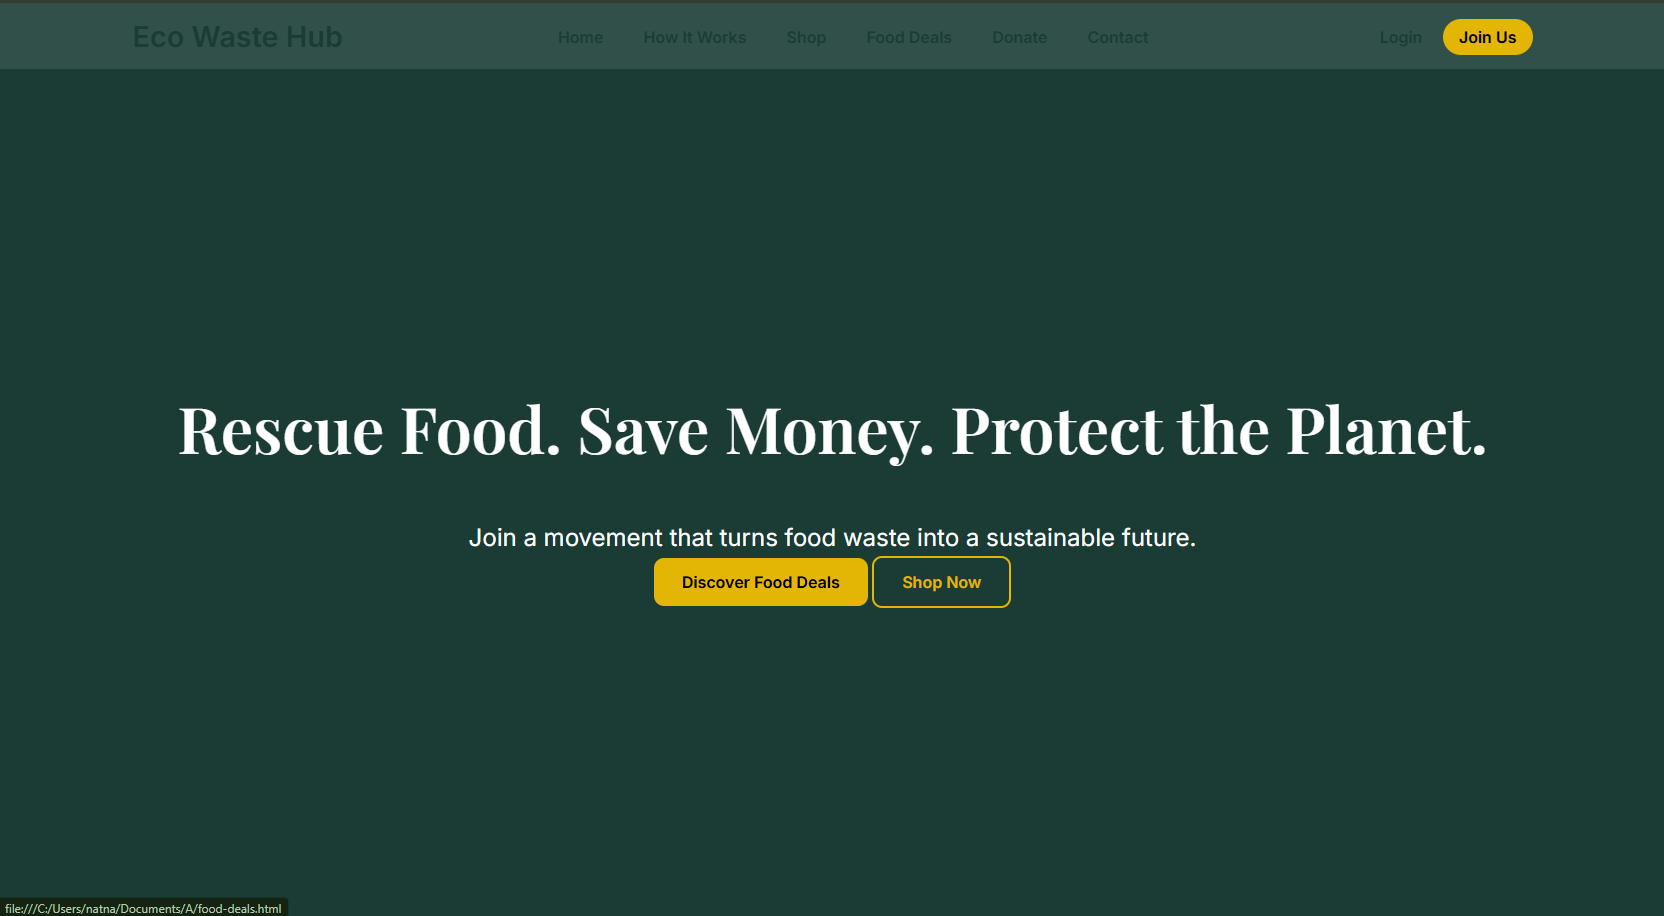 Eco Waste Hub
Home How It Works Shop Food Deals Donate Contact
Login Join Us
Rescue Food. Save Money. Protect the Planet.
Join a movement that turns food waste into a sustainable future.
Discover Food Deals Shop Now
file:///C:/Users/natna/Documents/A/food-deals.html